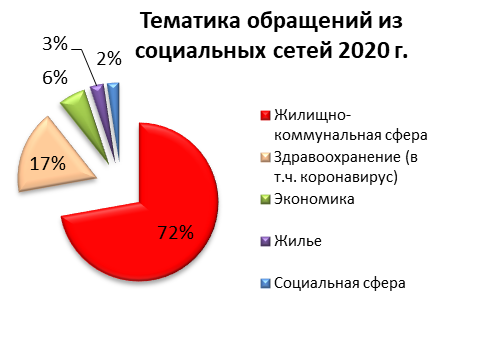 Тематика обращений из
социальных сетей 2020 г.
3%
2%
6%
17%
72%
Жилищно-
коммунальная сфера
Здравоохранение (в
т.ч. коронавирус)
Экономика
Жилье
Социальная сфера